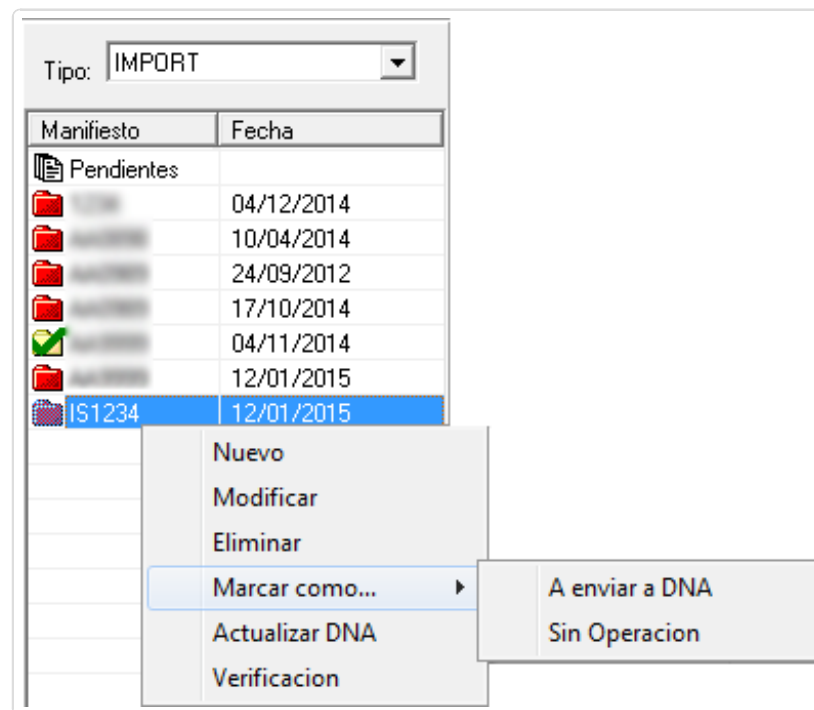 Tipo: IMPORT
Manifiesto Fecha
Pendientes
04/12/2014
10/04/2014
24/09/2012
17/10/2014
04/11/2014
12/01/2015
IS1234 12/01/2015
Nuevo
Modificar
Eliminar
Marcar como... A enviar a DNA
Sin Operacion
Actualizar DNA
Verificacion